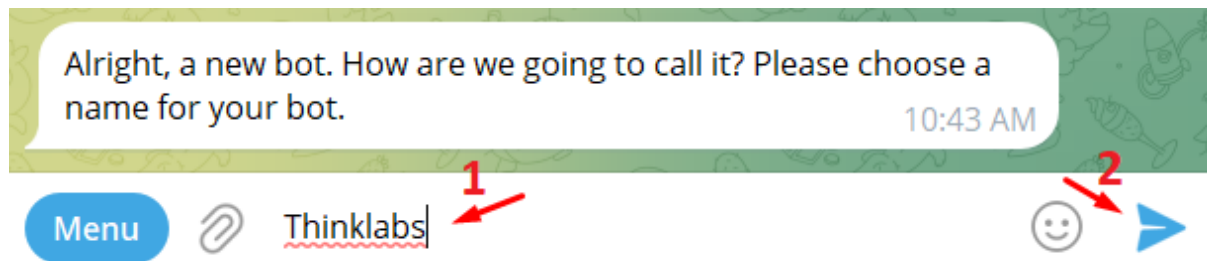 Alright, a new bot. How are we going to call it? Please choose a
name for your bot.
10:43 AM
1
2
Menu
Thinklabs